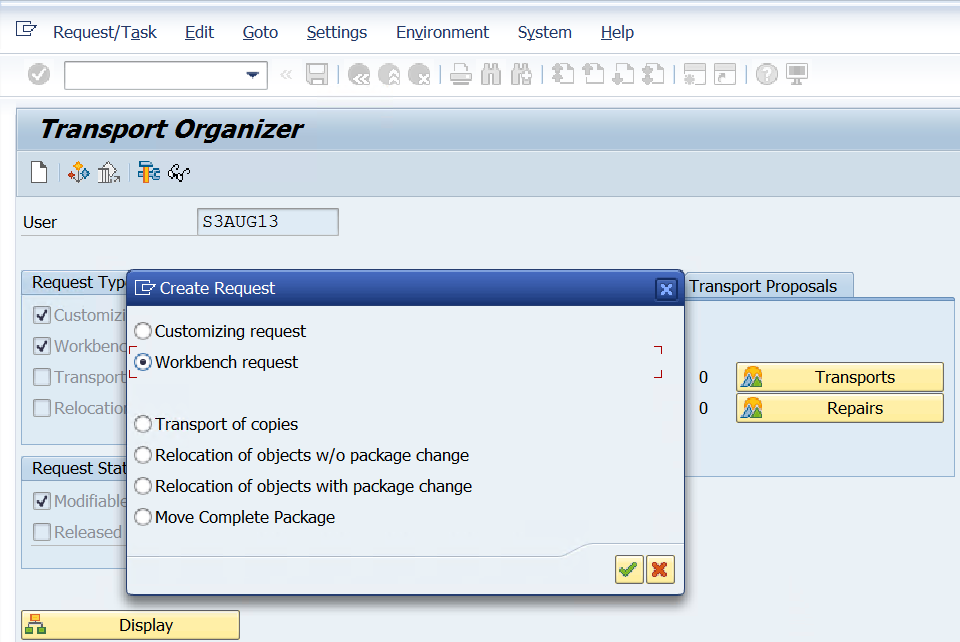 Request/Task Edit Goto Settings Environment System Help
Transport Organizer
User S3AUG13
Request Typ
Transport Proposals
Create Request
Customizi
Customizing request
Workbenc
Workbench request
Transport
0 Transports
Relocation
0 Repairs
Transport of copies
Relocation of objects w/o package change
Request Stat
Relocation of objects with package change
Modifiable
Move Complete Package
Released
Display